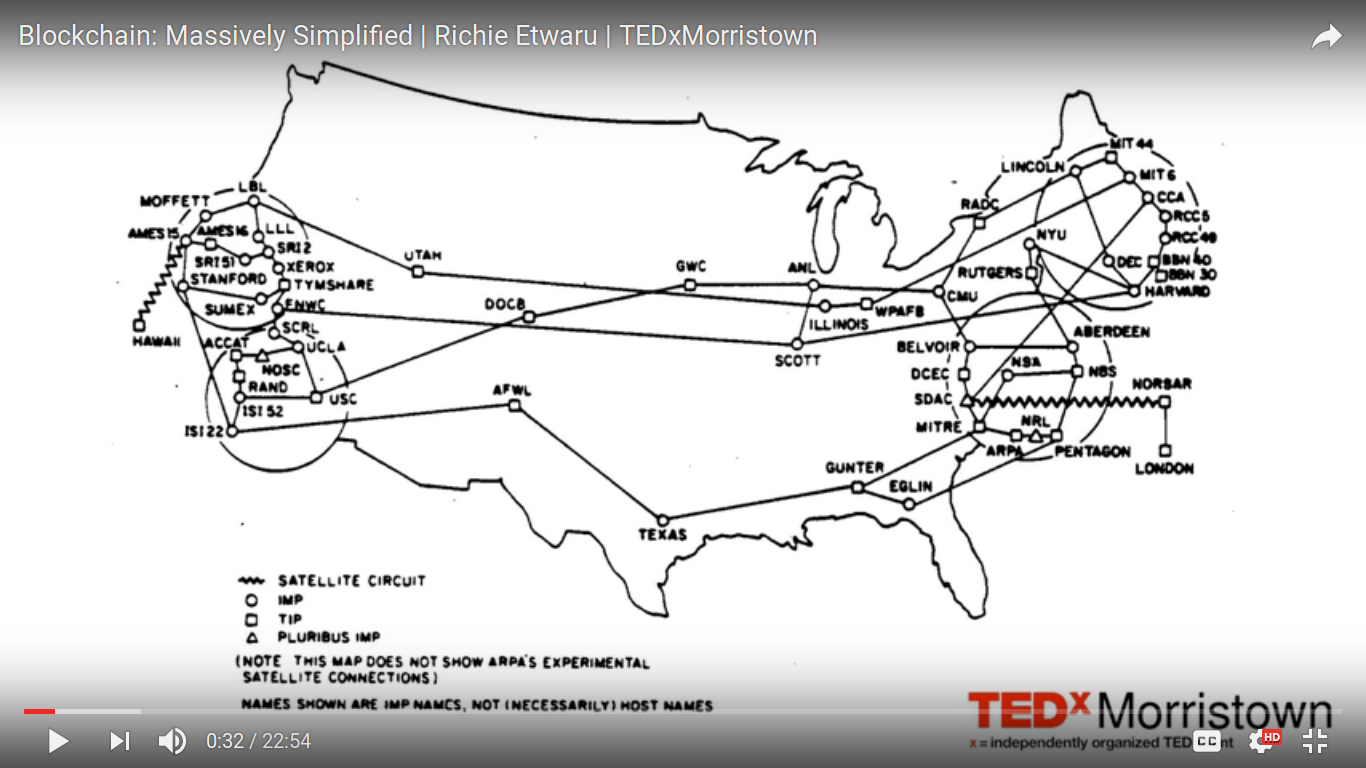 Blockchain: Massively Simplified | Richie Etwaru | TEDxMorristown
MIT 44
LINCOLN
MIT 6
LBL
MOFFETT
CCA
RADC
RCC 5
AMES 15
AMES 16
LLL
NYU
RCC 49
SRI 2
SRI 51
UTAH
DEC
BBN 40
XEROX
GWC
ANL
RUTGERS
BBN 30
STANFORD
TYMSHARE
HARVARD
CMU
SUMEX
DOCB
WPAFB
SCRL
ILLINOIS
ABERDEEN
HAWAII
ACCAT
UCLA
BELVOIR
SCOTT
NOSC
NSA
DCEC
NBS
RAND
NORSAR
AFWL
USC
SDAC
ISI 52
NRL
ISI 22
MITRE
ARPA
PENTAGON
GUNTER
LONDON
EGLIN
TEXAS
SATELLITE CIRCUIT
IMP
TIP
PLURIBUS IMP
(NOTE THIS MAP DOES NOT SHOW ARPA'S EXPERIMENTAL
SATELLITE CONNECTIONS)
NAMES SHOWN ARE IMP NAMES, NOT (NECESSARILY) HOST NAMES
TEDx Morristown
x = independently organized TED
0:32 / 22:54
CC
HD